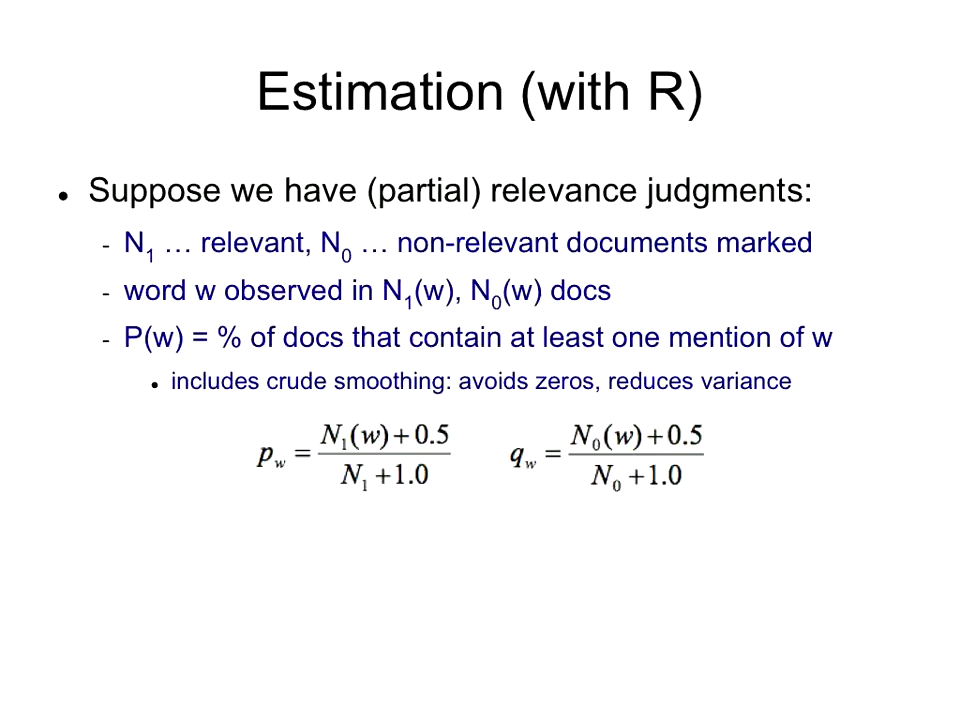 Estimation (with R)
● Suppose we have (partial) relevance judgments:
- N₁ … relevant, N₀ … non-relevant documents marked
- word w observed in N₁(w), N₀(w) docs
- P(w) = % of docs that contain at least one mention of w
● includes crude smoothing: avoids zeros, reduces variance
p_w = (N₁(w)+0.5)/(N₁+1.0) q_w = (N₀(w)+0.5)/(N₀+1.0)